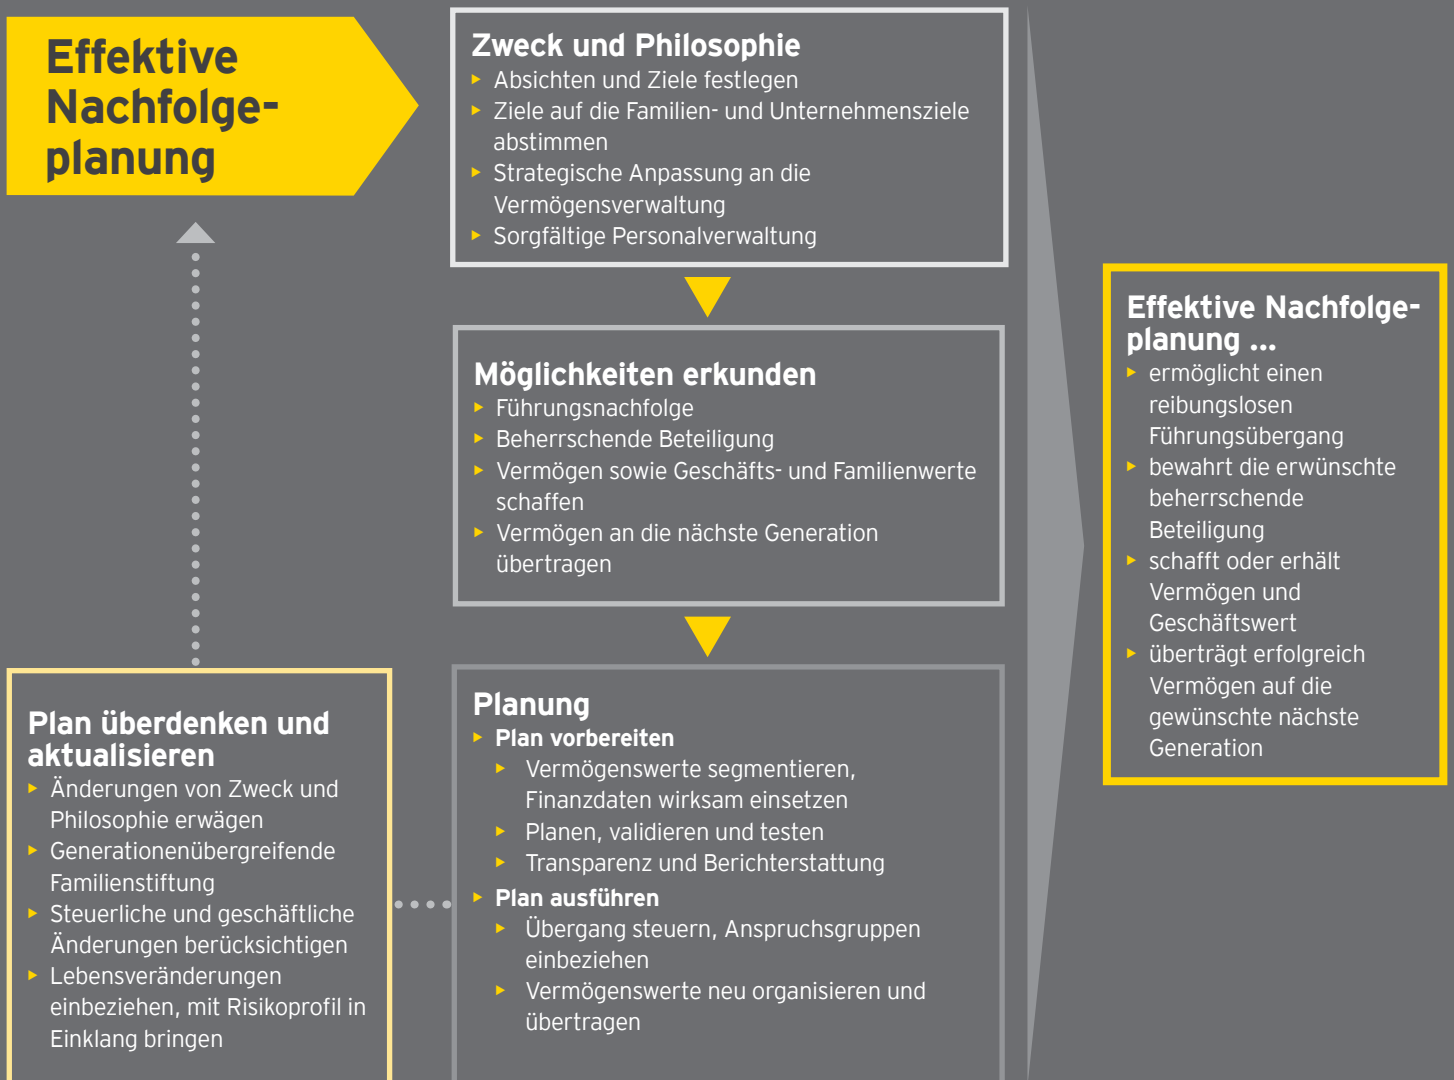 Effektive
Nachfolge-
planung
Zweck und Philosophie
▸ Absichten und Ziele festlegen
▸ Ziele auf die Familien- und Unternehmensziele
abstimmen
▸ Strategische Anpassung an die
Vermögensverwaltung
▸ Sorgfältige Personalverwaltung
Möglichkeiten erkunden
▸ Führungsnachfolge
▸ Beherrschende Beteiligung
▸ Vermögen sowie Geschäfts- und Familienwerte
schaffen
▸ Vermögen an die nächste Generation
übertragen
Planung
▸ Plan vorbereiten
▸ Vermögenswerte segmentieren,
Finanzdaten wirksam einsetzen
▸ Planen, validieren und testen
▸ Transparenz und Berichterstattung
▸ Plan ausführen
▸ Übergang steuern, Anspruchsgruppen
einbeziehen
▸ Vermögenswerte neu organisieren und
übertragen
Plan überdenken und
aktualisieren
▸ Änderungen von Zweck und
Philosophie erwägen
▸ Generationenübergreifende
Familienstiftung
▸ Steuerliche und geschäftliche
Änderungen berücksichtigen
▸ Lebensveränderungen
einbeziehen, mit Risikoprofil in
Einklang bringen
Effektive Nachfolge-
planung ...
▸ ermöglicht einen
reibungslosen
Führungsübergang
▸ bewahrt die erwünschte
beherrschende
Beteiligung
▸ schafft oder erhält
Vermögen und
Geschäftswert
▸ überträgt erfolgreich
Vermögen auf die
gewünschte nächste
Generation